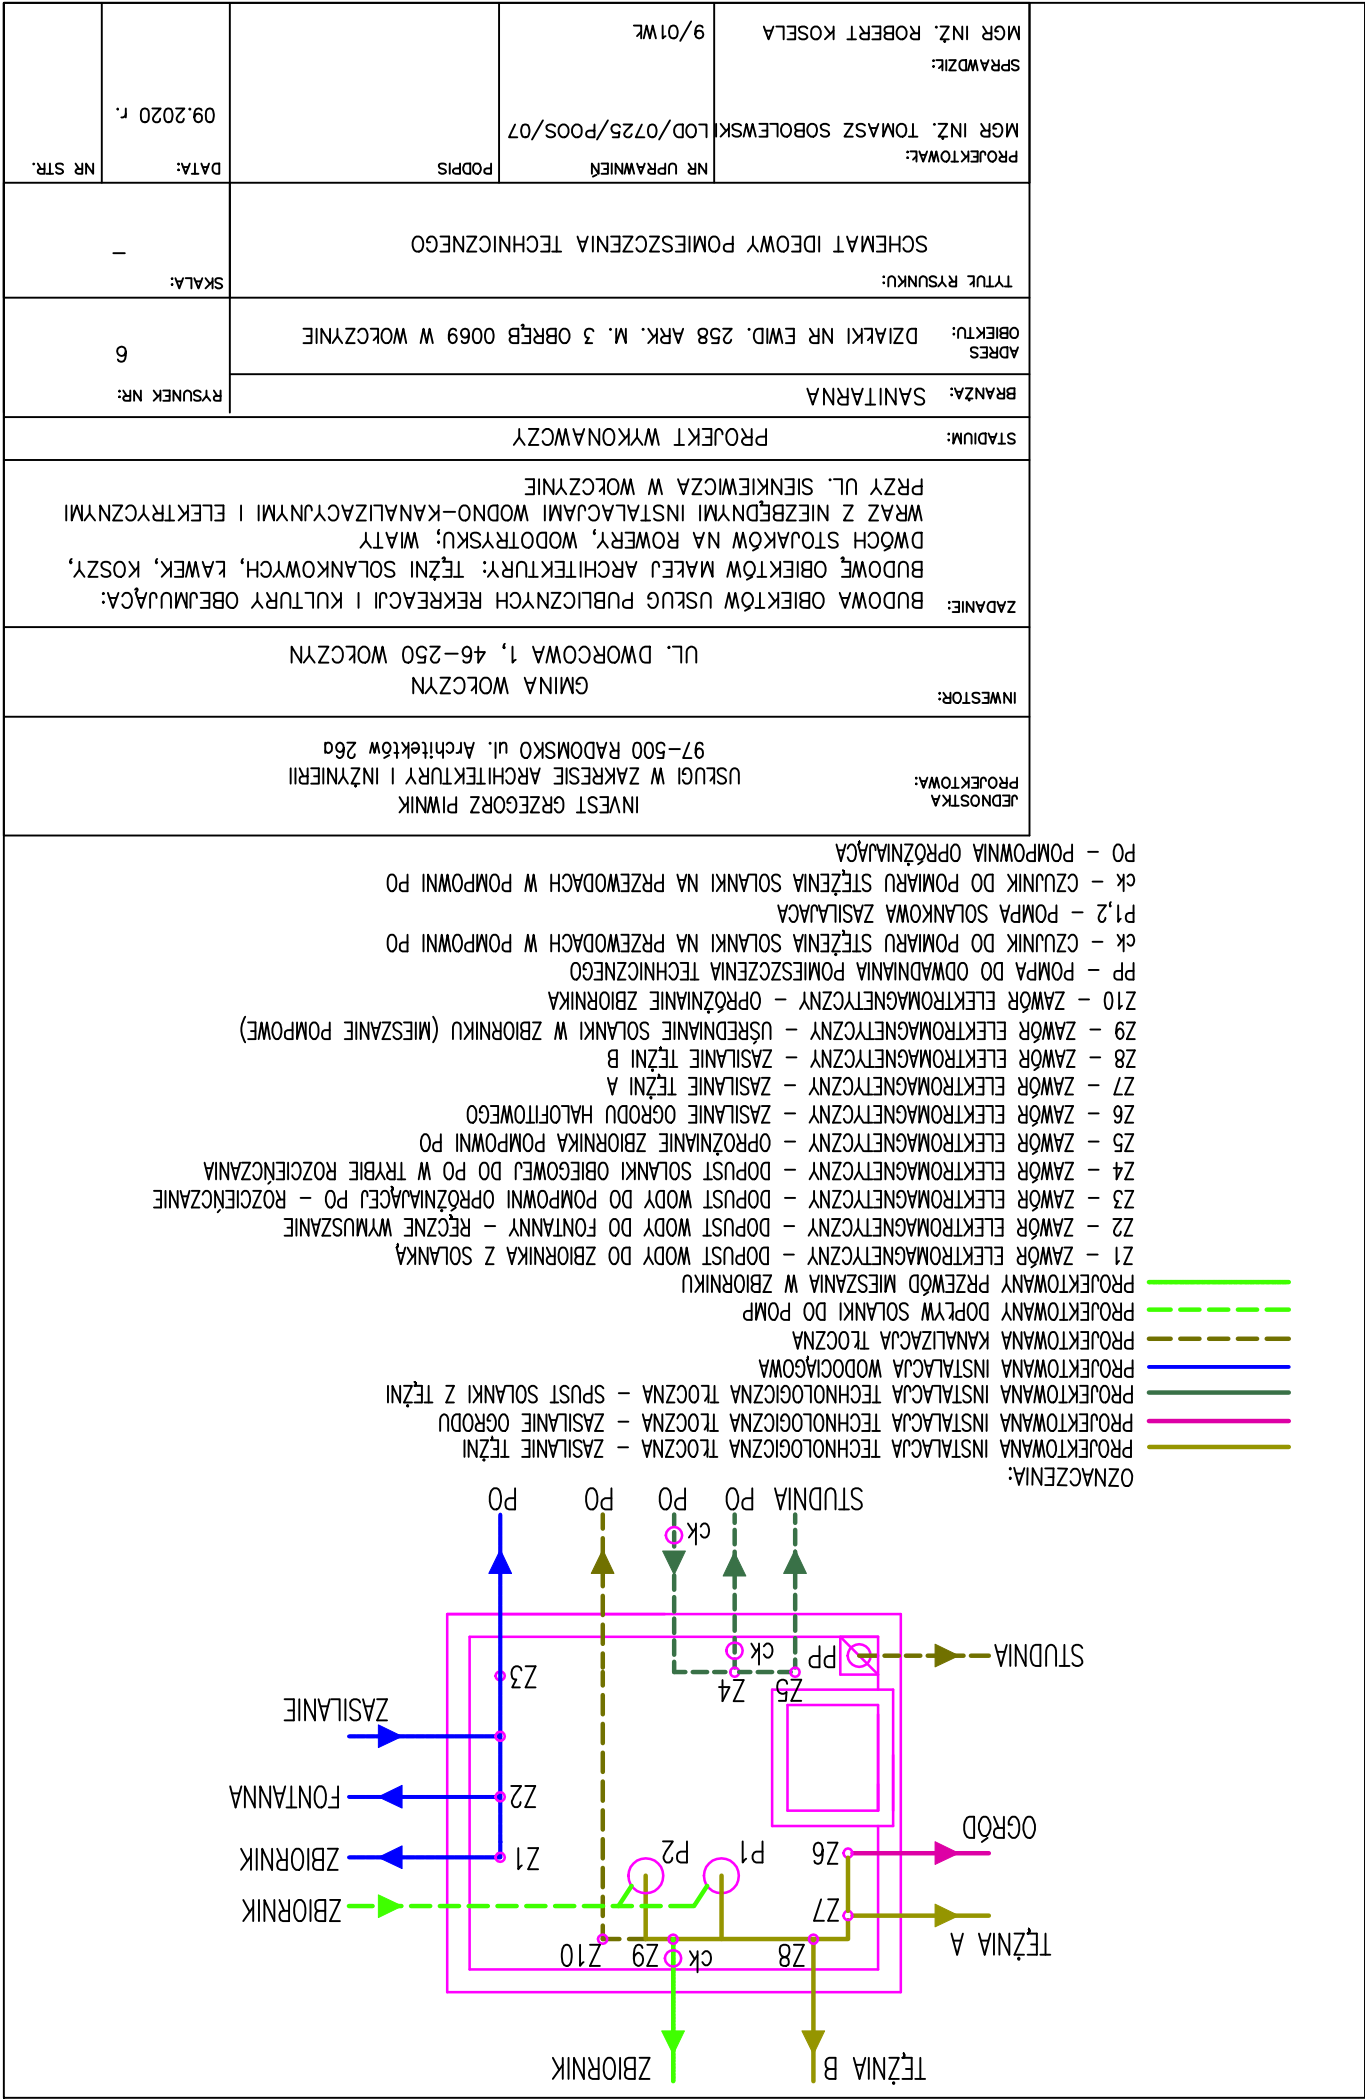 TĘŻNIA B
ZBIORNIK
TĘŻNIA A
Z8
ck
Z9
Z10
Z7
ZBIORNIK
OGRÓD
Z6
P1
P2
Z1
ZBIORNIK
Z2
FONTANNA
ZASILANIE
STUDNIA
PP
Z5
Z4
ck
Z3
ck
STUDNIA
PO
PO
PO
PO
OZNACZENIA:
PROJEKTOWANA INSTALACJA TECHNOLOGICZNA TŁOCZNA – ZASILANIE TĘŻNI
PROJEKTOWANA INSTALACJA TECHNOLOGICZNA TŁOCZNA – ZASILANIE OGRODU
PROJEKTOWANA INSTALACJA TECHNOLOGICZNA TŁOCZNA – SPUST SOLANKI Z TĘŻNI
PROJEKTOWANA INSTALACJA WODOCIĄGOWA
PROJEKTOWANA KANALIZACJA TŁOCZNA
PROJEKTOWANY DOPŁYW SOLANKI DO POMP
PROJEKTOWANY PRZEWÓD MIESZANIA W ZBIORNIKU
Z1 – ZAWÓR ELEKTROMAGNETYCZNY – DOPUST WODY DO ZBIORNIKA Z SOLANKĄ
Z2 – ZAWÓR ELEKTROMAGNETYCZNY – DOPUST WODY DO FONTANNY – RĘCZNE WYMUSZANIE
Z3 – ZAWÓR ELEKTROMAGNETYCZNY – DOPUST WODY DO POMPOWNI OPRÓŻNIAJĄCEJ PO – ROZCIEŃCZANIE
Z4 – ZAWÓR ELEKTROMAGNETYCZNY – DOPUST SOLANKI OBIEGOWEJ DO PO W TRYBIE ROZCIEŃCZANIA
Z5 – ZAWÓR ELEKTROMAGNETYCZNY – OPRÓŻNIANIE ZBIORNIKA POMPOWNI PO
Z6 – ZAWÓR ELEKTROMAGNETYCZNY – ZASILANIE OGRODU HALOFITOWEGO
Z7 – ZAWÓR ELEKTROMAGNETYCZNY – ZASILANIE TĘŻNI A
Z8 – ZAWÓR ELEKTROMAGNETYCZNY – ZASILANIE TĘŻNI B
Z9 – ZAWÓR ELEKTROMAGNETYCZNY – UŚREDNIANIE SOLANKI W ZBIORNIKU (MIESZANIE POMPOWE)
Z10 – ZAWÓR ELEKTROMAGNETYCZNY – OPRÓŻNIANIE ZBIORNIKA
PP – POMPA DO ODWADNIANIA POMIESZCZENIA TECHNICZNEGO
ck – CZUJNIK DO POMIARU STĘŻENIA SOLANKI NA PRZEWODACH W POMPOWNI PO
P1,2 – POMPA SOLANKOWA ZASILAJACA
ck – CZUJNIK DO POMIARU STĘŻENIA SOLANKI NA PRZEWODACH W POMPOWNI PO
PO – POMPOWNIA OPRÓŻNIAJĄCA
JEDNOSTKA
PROJEKTOWA:
INVEST GRZEGORZ PIWNIK
USŁUGI W ZAKRESIE ARCHITEKTURY I INŻYNIERII
97–500 RADOMSKO ul. Architektów 26a
INWESTOR:
GMINA WOŁCZYN
UL. DWORCOWA 1, 46–250 WOŁCZYN
ZADANIE:
BUDOWA OBIEKTÓW USŁUG PUBLICZNYCH REKREACJI I KULTURY OBEJMUJĄCA:
BUDOWĘ OBIEKTÓW MAŁEJ ARCHITEKTURY: TĘŻNI SOLANKOWYCH, ŁAWEK, KOSZY,
DWÓCH STOJAKÓW NA ROWERY, WODOTRYSKU; WIATY
WRAZ Z NIEZBĘDNYMI INSTALACJAMI WODNO–KANALIZACYJNYMI I ELEKTRYCZNYMI
PRZY UL. SIENKIEWICZA W WOŁCZYNIE
STADIUM:
PROJEKT WYKONAWCZY
BRANŻA:
SANITARNA
RYSUNEK NR:
6
ADRES
OBIEKTU:
DZIAŁKI NR EWID. 258 ARK. M. 3 OBRĘB 0069 W WOŁCZYNIE
TYTUŁ RYSUNKU:
SCHEMAT IDEOWY POMIESZCZENIA TECHNICZNEGO
SKALA:
–
PROJEKTOWAŁ:
MGR INŻ. TOMASZ SOBOLEWSKI
NR UPRAWNIEŃ
LOD/0725/POOS/07
PODPIS
DATA:
09.2020 r.
NR STR.
SPRAWDZIŁ:
MGR INŻ. ROBERT KOSELA
9/01WŁ